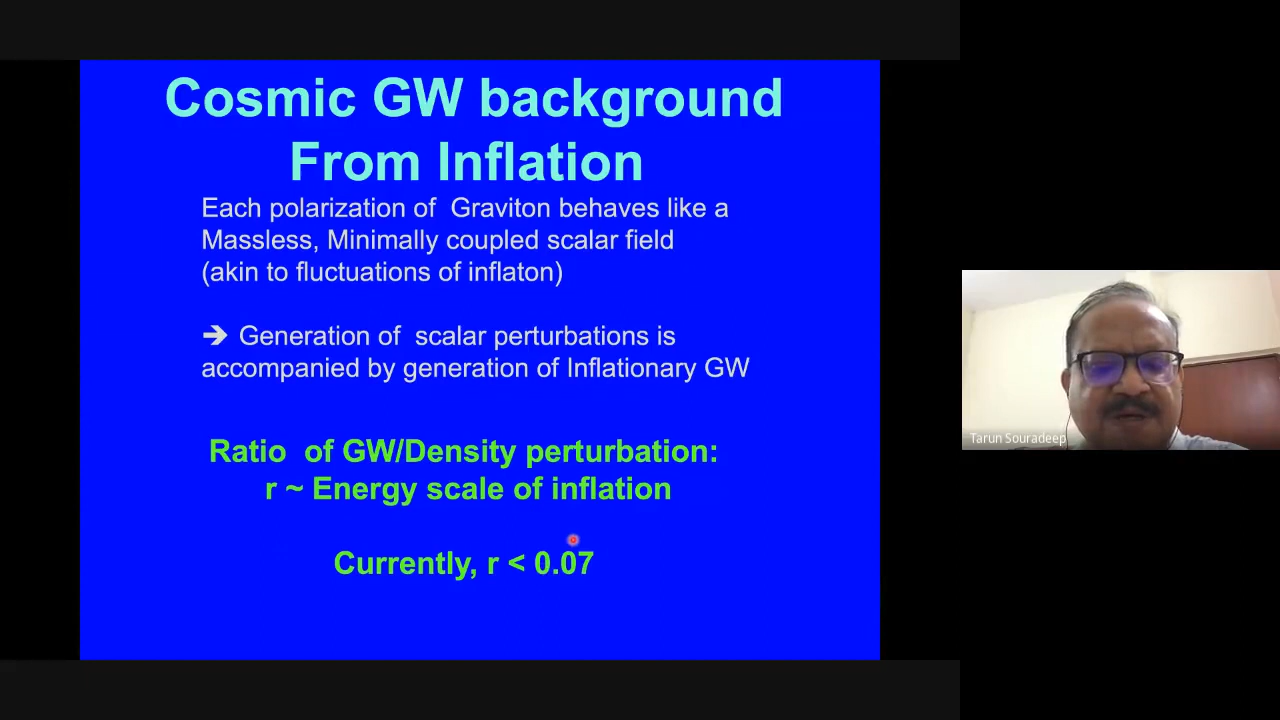 Cosmic GW background
From Inflation
Each polarization of  Graviton behaves like a
Massless, Minimally coupled scalar field
(akin to fluctuations of inflaton)
➔ Generation of  scalar perturbations is
accompanied by generation of Inflationary GW
Ratio  of GW/Density perturbation:
r ~ Energy scale of inflation
Currently, r < 0.07
Tarun Souradeep